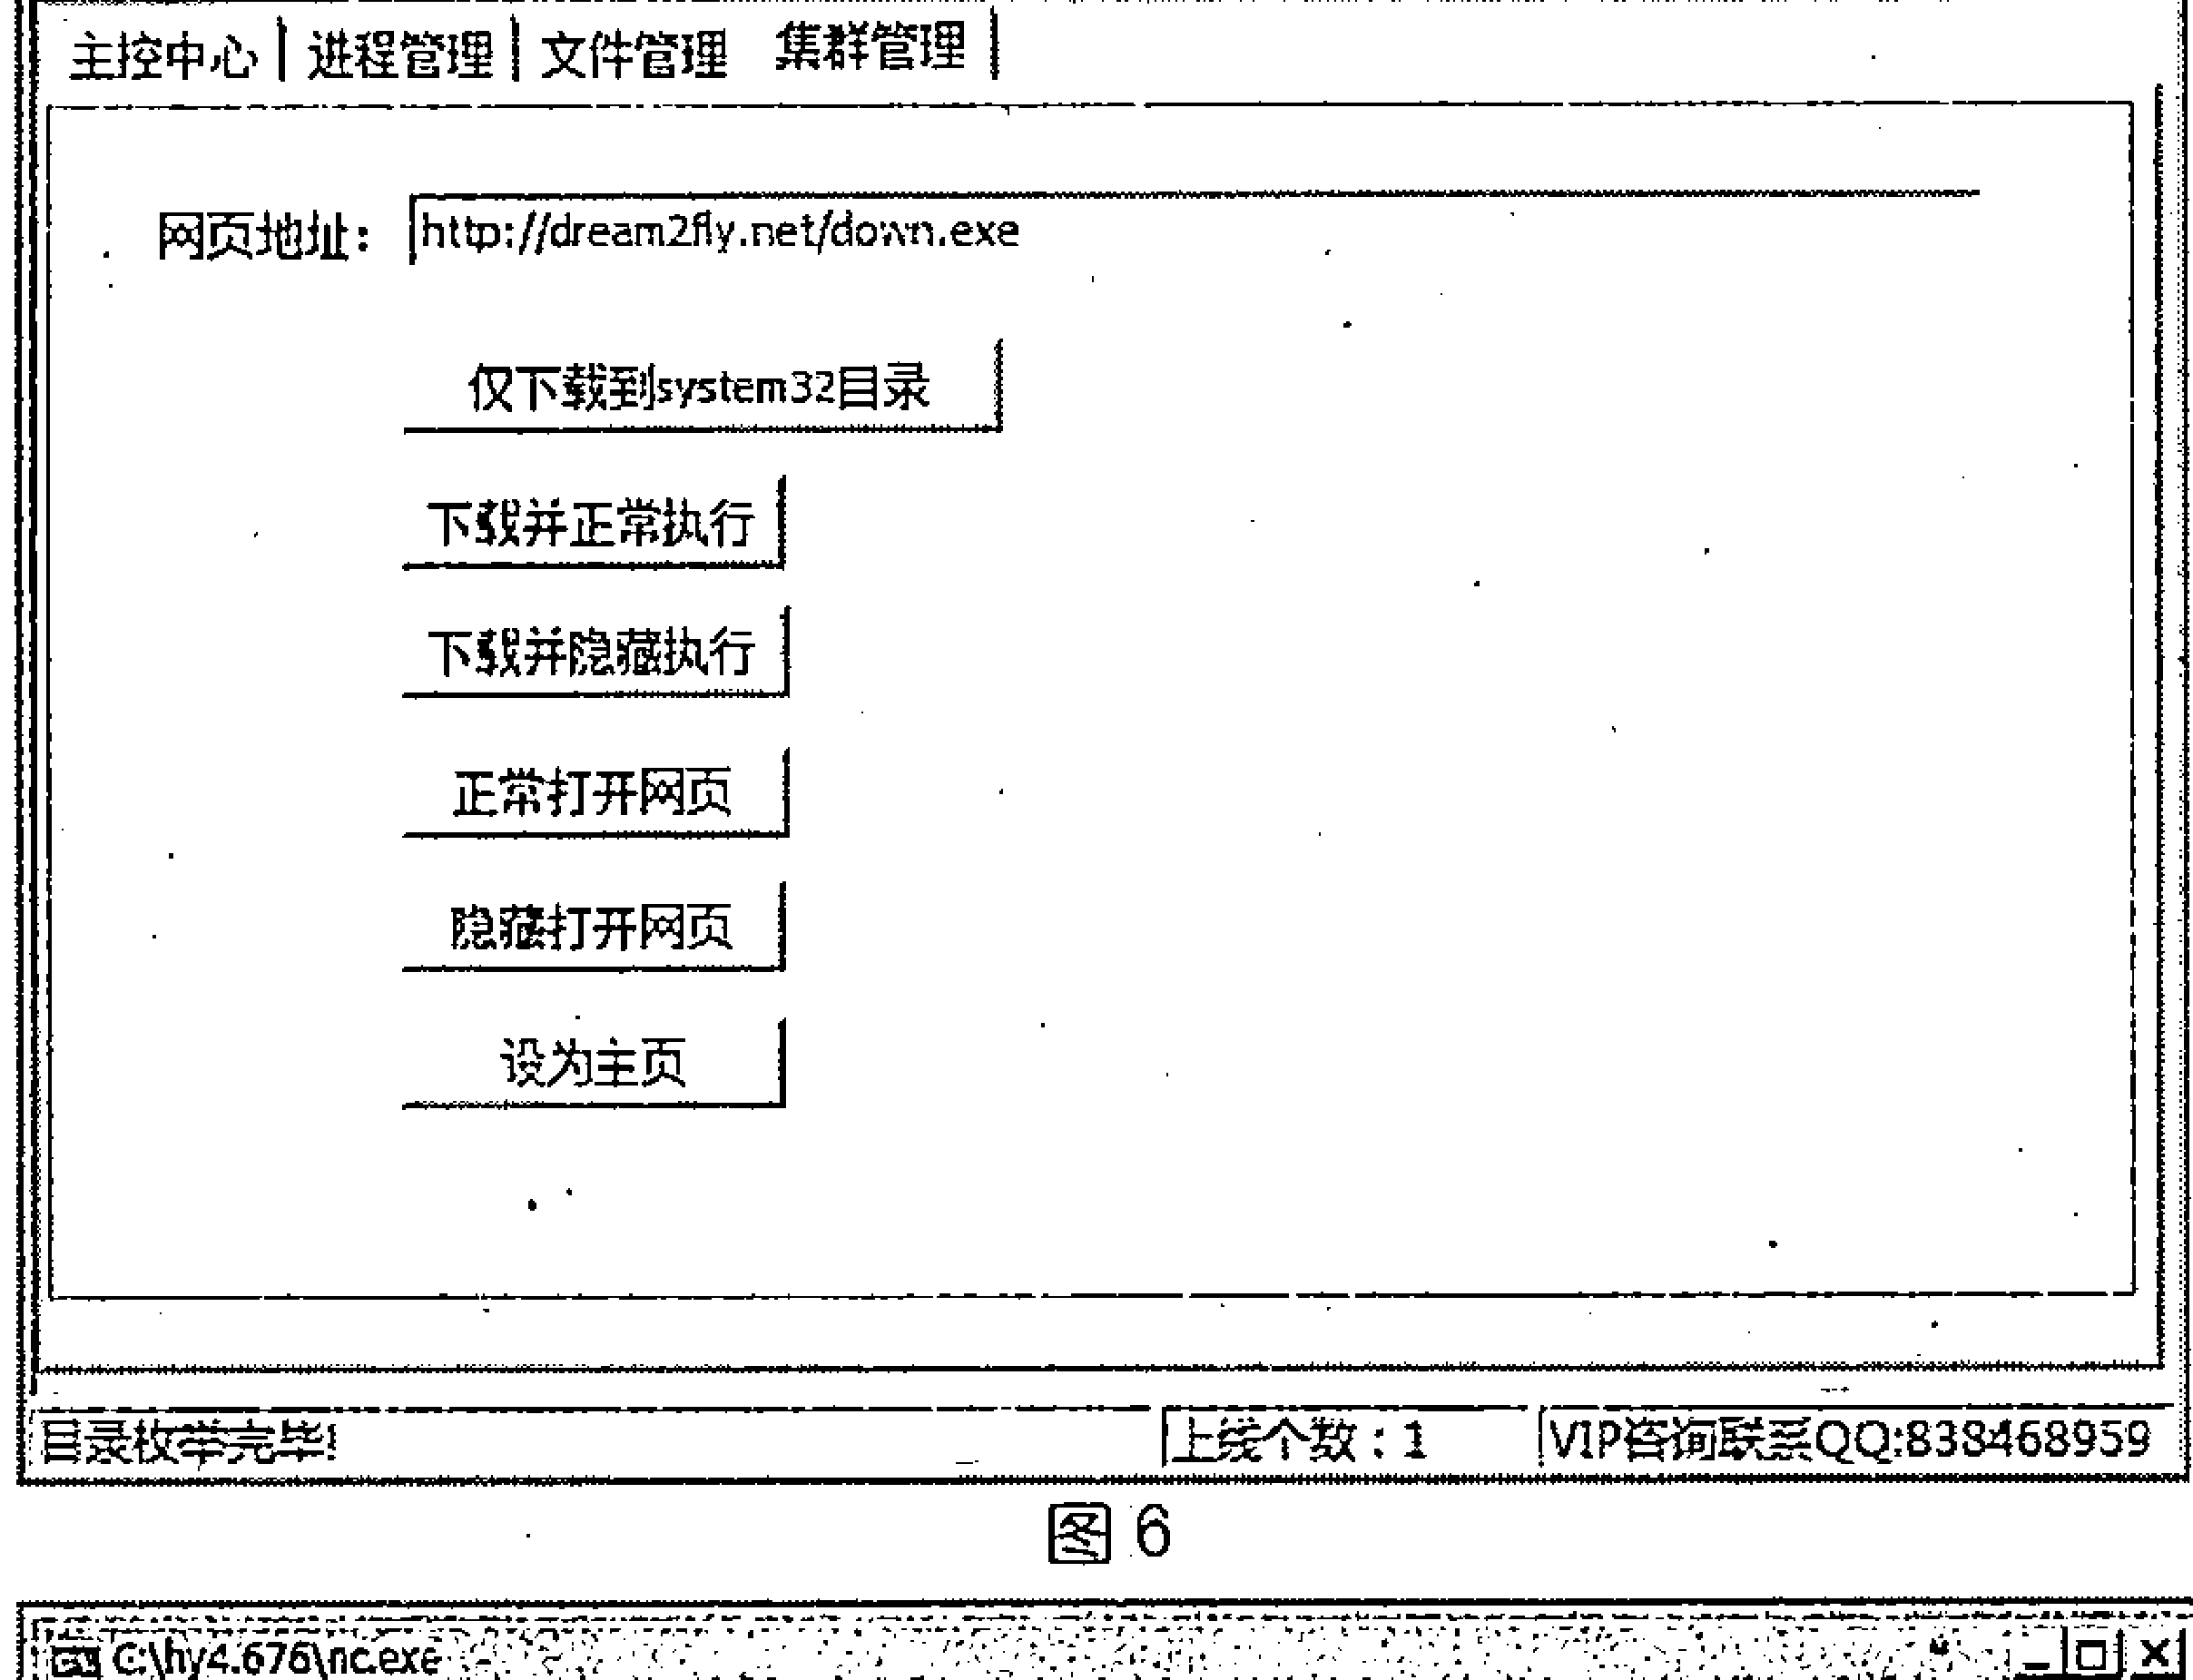 主控中心 进程管理 文件管理 集群管理
网页地址: http://dream2fly.net/down.exe
仅下载到system32目录
下载并正常执行
下载并隐藏执行
正常打开网页
隐藏打开网页
设为主页
目录枚举完毕! 上线个数:1 VIP咨询联系QQ:838468959
图 6
C:\hy4.676\nc.exe